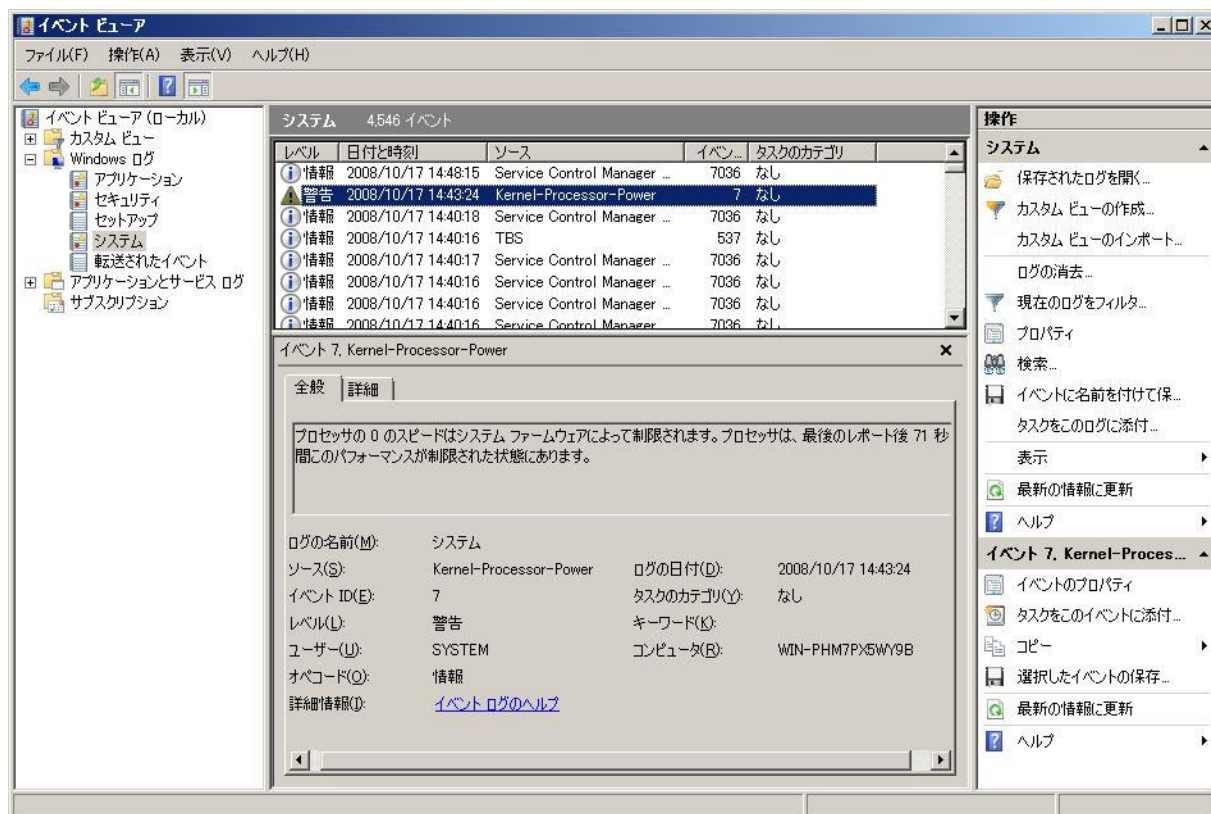 イベント ビューア
ファイル(F) 操作(A) 表示(V) ヘルプ(H)
イベント ビューア (ローカル)
カスタム ビュー
Windows ログ
アプリケーション
セキュリティ
セットアップ
システム
転送されたイベント
アプリケーションとサービス ログ
サブスクリプション
システム 4,546 イベント
レベル 日付と時刻 ソース イベン... タスクのカテゴリ
情報 2008/10/17 14:48:15 Service Control Manager ... 7036 なし
警告 2008/10/17 14:43:24 Kernel-Processor-Power 7 なし
情報 2008/10/17 14:40:18 Service Control Manager ... 7036 なし
情報 2008/10/17 14:40:16 TBS 537 なし
情報 2008/10/17 14:40:17 Service Control Manager ... 7036 なし
情報 2008/10/17 14:40:16 Service Control Manager ... 7036 なし
情報 2008/10/17 14:40:16 Service Control Manager ... 7036 なし
情報 2008/10/17 14:40:16 Service Control Manager 7036 なし
イベント 7, Kernel-Processor-Power
全般 詳細
プロセッサの 0 のスピードはシステム ファームウェアによって制限されます。プロセッサは、最後のレポート後 71 秒
間このパフォーマンスが制限された状態にあります。
ログの名前(M): システム
ソース(S): Kernel-Processor-Power ログの日付(D): 2008/10/17 14:43:24
イベント ID(E): 7 タスクのカテゴリ(Y): なし
レベル(L): 警告 キーワード(K):
ユーザー(U): SYSTEM コンピュータ(R): WIN-PHM7PX5WY9B
オペコード(O): 情報
詳細情報(I): イベント ログのヘルプ
操作
システム
保存されたログを開く...
カスタム ビューの作成...
カスタム ビューのインポート...
ログの消去...
現在のログをフィルタ...
プロパティ
検索...
イベントに名前を付けて保...
タスクをこのログに添付...
表示
最新の情報に更新
ヘルプ
イベント 7, Kernel-Proces...
イベントのプロパティ
タスクをこのイベントに添付...
コピー
選択したイベントの保存...
最新の情報に更新
ヘルプ